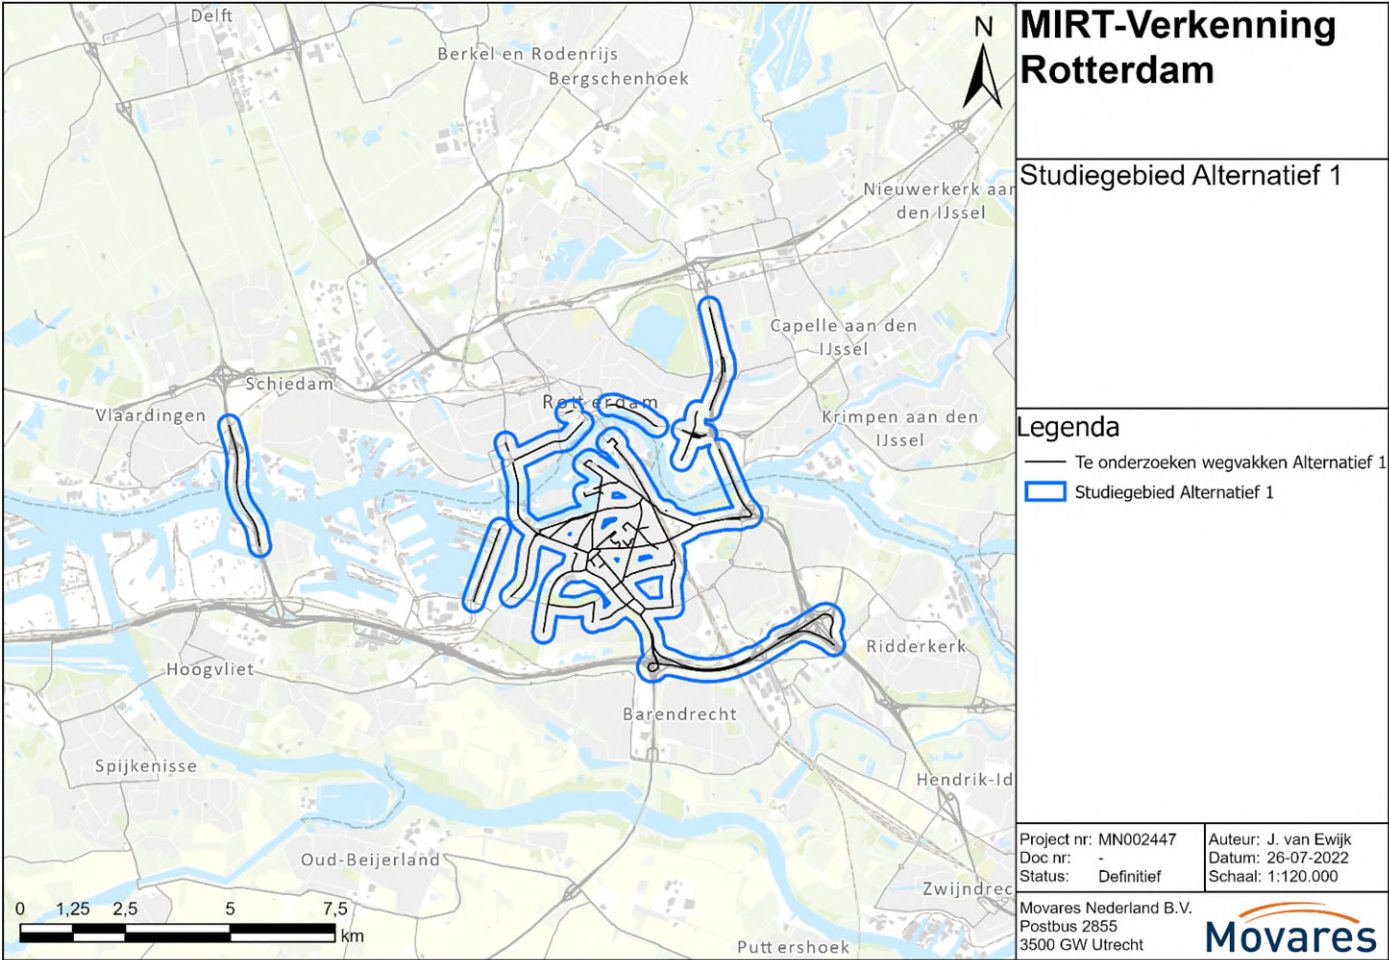 Delft
Berkel en Rodenrijs
Bergschenhoek
N
Nieuwerkerk aan
den IJssel
Capelle aan den
IJssel
Schiedam
Vlaardingen
Rotterdam
Krimpen aan den
IJssel
Ridderkerk
Hoogvliet
Barendrecht
Spijkenisse
Hendrik-Id
Oud-Beijerland
Zwijndrec
Puttershoek
0 1,25 2,5 5 7,5
km
MIRT-Verkenning
Rotterdam
Studiegebied Alternatief 1
Legenda
Te onderzoeken wegvakken Alternatief 1
Studiegebied Alternatief 1
Project nr: MN002447
Doc nr: -
Status: Definitief
Auteur: J. van Ewijk
Datum: 26-07-2022
Schaal: 1:120.000
Movares Nederland B.V.
Postbus 2855
3500 GW Utrecht
Movares